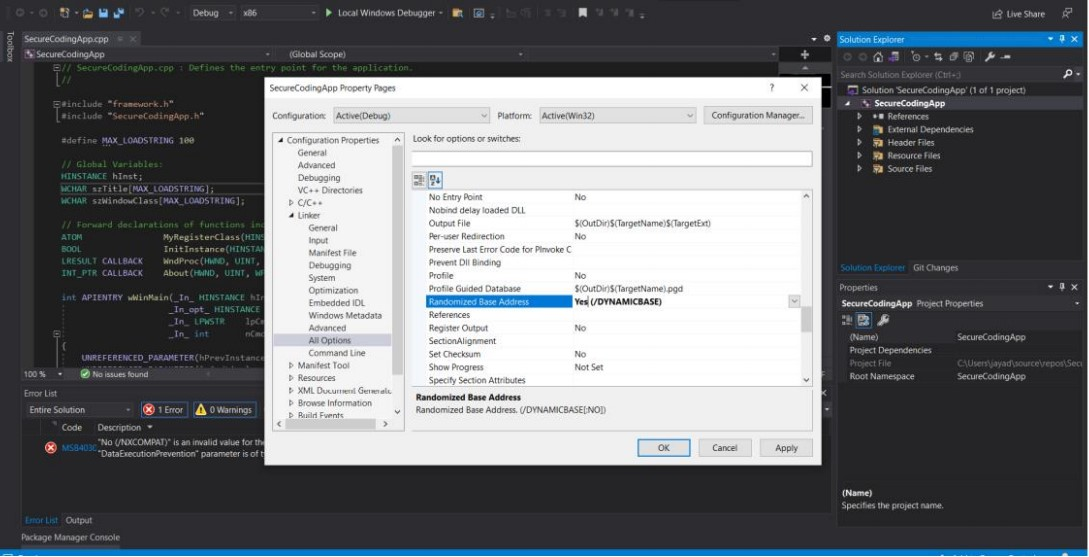 Debug x86 Local Windows Debugger Live Share
Toolbox
SecureCodingApp.cpp
SecureCodingApp (Global Scope)
// SecureCodingApp.cpp : Defines the entry point for the application.
//
#include "framework.h"
#include "SecureCodingApp.h"
#define MAX_LOADSTRING 100
// Global Variables:
HINSTANCE hInst;
WCHAR szTitle[MAX_LOADSTRING];
WCHAR szWindowClass[MAX_LOADSTRING];
// Forward declarations of functions inc
ATOM MyRegisterClass(HINS
BOOL InitInstance(HINSTAN
LRESULT CALLBACK WndProc(HWND, UINT,
INT_PTR CALLBACK About(HWND, UINT, WP
int APIENTRY wWinMain(_In_ HINSTANCE hIn
_In_opt_ HINSTANCE
_In_ LPWSTR lpCm
_In_ int nCmd
{
UNREFERENCED_PARAMETER(hPrevInstance
100 % No issues found
SecureCodingApp Property Pages ? ×
Configuration: Active(Debug) Platform: Active(Win32) Configuration Manager...
Configuration Properties
General
Advanced
Debugging
VC++ Directories
C/C++
Linker
General
Input
Manifest File
Debugging
System
Optimization
Embedded IDL
Windows Metadata
Advanced
All Options
Command Line
Manifest Tool
Resources
XML Document Generato
Browse Information
Build Events
Look for options or switches:
No Entry Point No
Nobind delay loaded DLL
Output File $(OutDir)$(TargetName)$(TargetExt)
Per-user Redirection No
Preserve Last Error Code for PInvoke C
Prevent Dll Binding
Profile No
Profile Guided Database $(OutDir)$(TargetName).pgd
Randomized Base Address Yes (/DYNAMICBASE)
References
Register Output No
SectionAlignment
Set Checksum No
Show Progress Not Set
Specify Section Attributes
Randomized Base Address
Randomized Base Address. (/DYNAMICBASE[:NO])
OK Cancel Apply
Error List
Entire Solution 1 Error 0 Warnings
Code Description
"No (/NXCOMPAT)" is an invalid value for the
"DataExecutionPrevention" parameter is of t
Error List Output
Package Manager Console
Solution Explorer
Search Solution Explorer (Ctrl+;)
Solution 'SecureCodingApp' (1 of 1 project)
SecureCodingApp
References
External Dependencies
Header Files
Resource Files
Source Files
Solution Explorer Git Changes
Properties
SecureCodingApp Project Properties
(Name) SecureCodingApp
Project Dependencies
Project File C:\Users\jayad\source\repos\Sec
Root Namespace SecureCodingApp
(Name)
Specifies the project name.